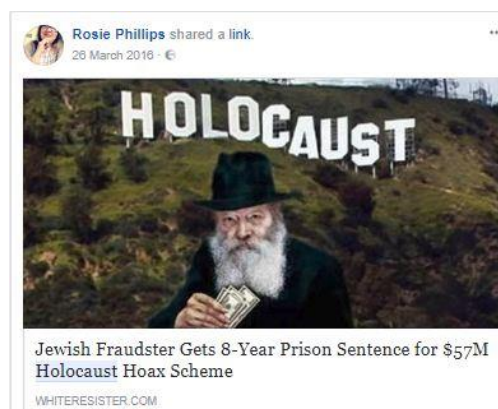 Rosie Phillips shared a link.
26 March 2016
HOLOCAUST
Jewish Fraudster Gets 8-Year Prison Sentence for $57M
Holocaust Hoax Scheme
WHITERESISTER.COM